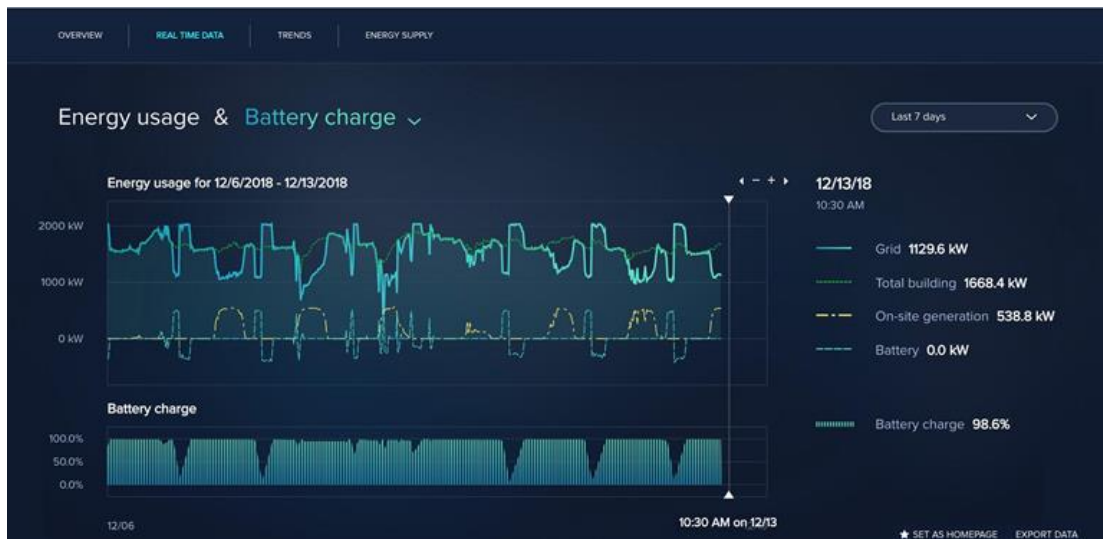 OVERVIEW
REAL TIME DATA
TRENDS
ENERGY SUPPLY
Energy usage & Battery charge
Last 7 days
Energy usage for 12/6/2018 - 12/13/2018
- +
12/13/18
10:30 AM
2000 kW
1000 kW
0 kW
Grid 1129.6 kW
Total building 1668.4 kW
On-site generation 538.8 kW
Battery 0.0 kW
Battery charge
100.0%
50.0%
0.0%
Battery charge 98.6%
12/06
10:30 AM on 12/13
SET AS HOMEPAGE
EXPORT DATA